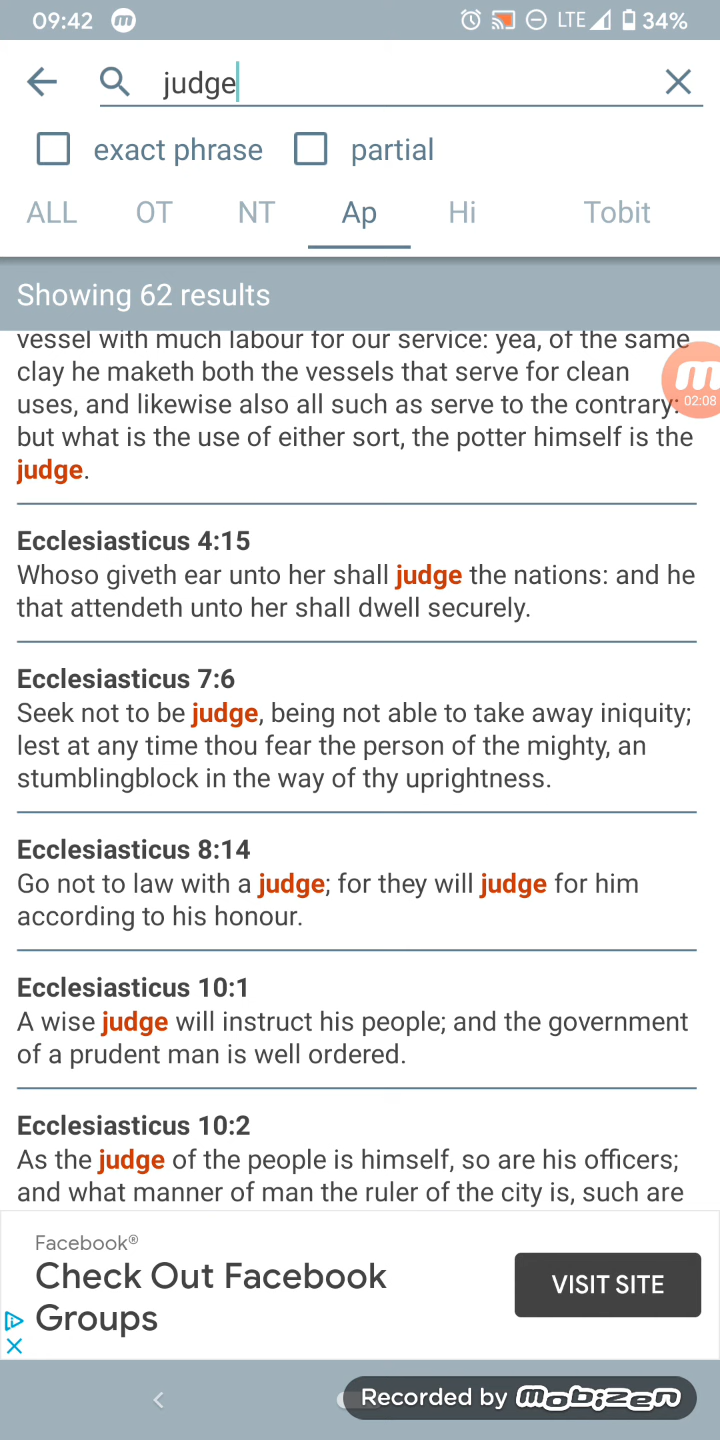 09:42 m LTE 34%
judge
exact phrase partial
ALL OT NT Ap Hi Tobit
Showing 62 results
vessel with much labour for our service: yea, of the same
clay he maketh both the vessels that serve for clean
uses, and likewise also all such as serve to the contrary:
but what is the use of either sort, the potter himself is the
judge.
m
02:08
Ecclesiasticus 4:15
Whoso giveth ear unto her shall judge the nations: and he
that attendeth unto her shall dwell securely.
Ecclesiasticus 7:6
Seek not to be judge, being not able to take away iniquity;
lest at any time thou fear the person of the mighty, an
stumblingblock in the way of thy uprightness.
Ecclesiasticus 8:14
Go not to law with a judge; for they will judge for him
according to his honour.
Ecclesiasticus 10:1
A wise judge will instruct his people; and the government
of a prudent man is well ordered.
Ecclesiasticus 10:2
As the judge of the people is himself, so are his officers;
and what manner of man the ruler of the city is, such are
Facebook®
Check Out Facebook
Groups
VISIT SITE
Recorded by mobizen